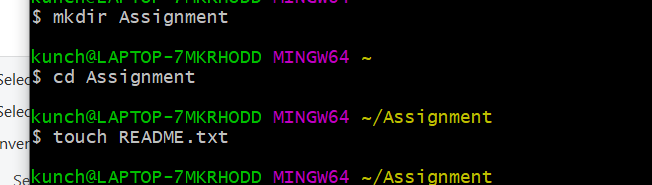 $ mkdir Assignment
kunch@LAPTOP-7MKRHODD MINGW64 ~
$ cd Assignment
kunch@LAPTOP-7MKRHODD MINGW64 ~/Assignment
$ touch README.txt
kunch@LAPTOP-7MKRHODD MINGW64 ~/Assignment